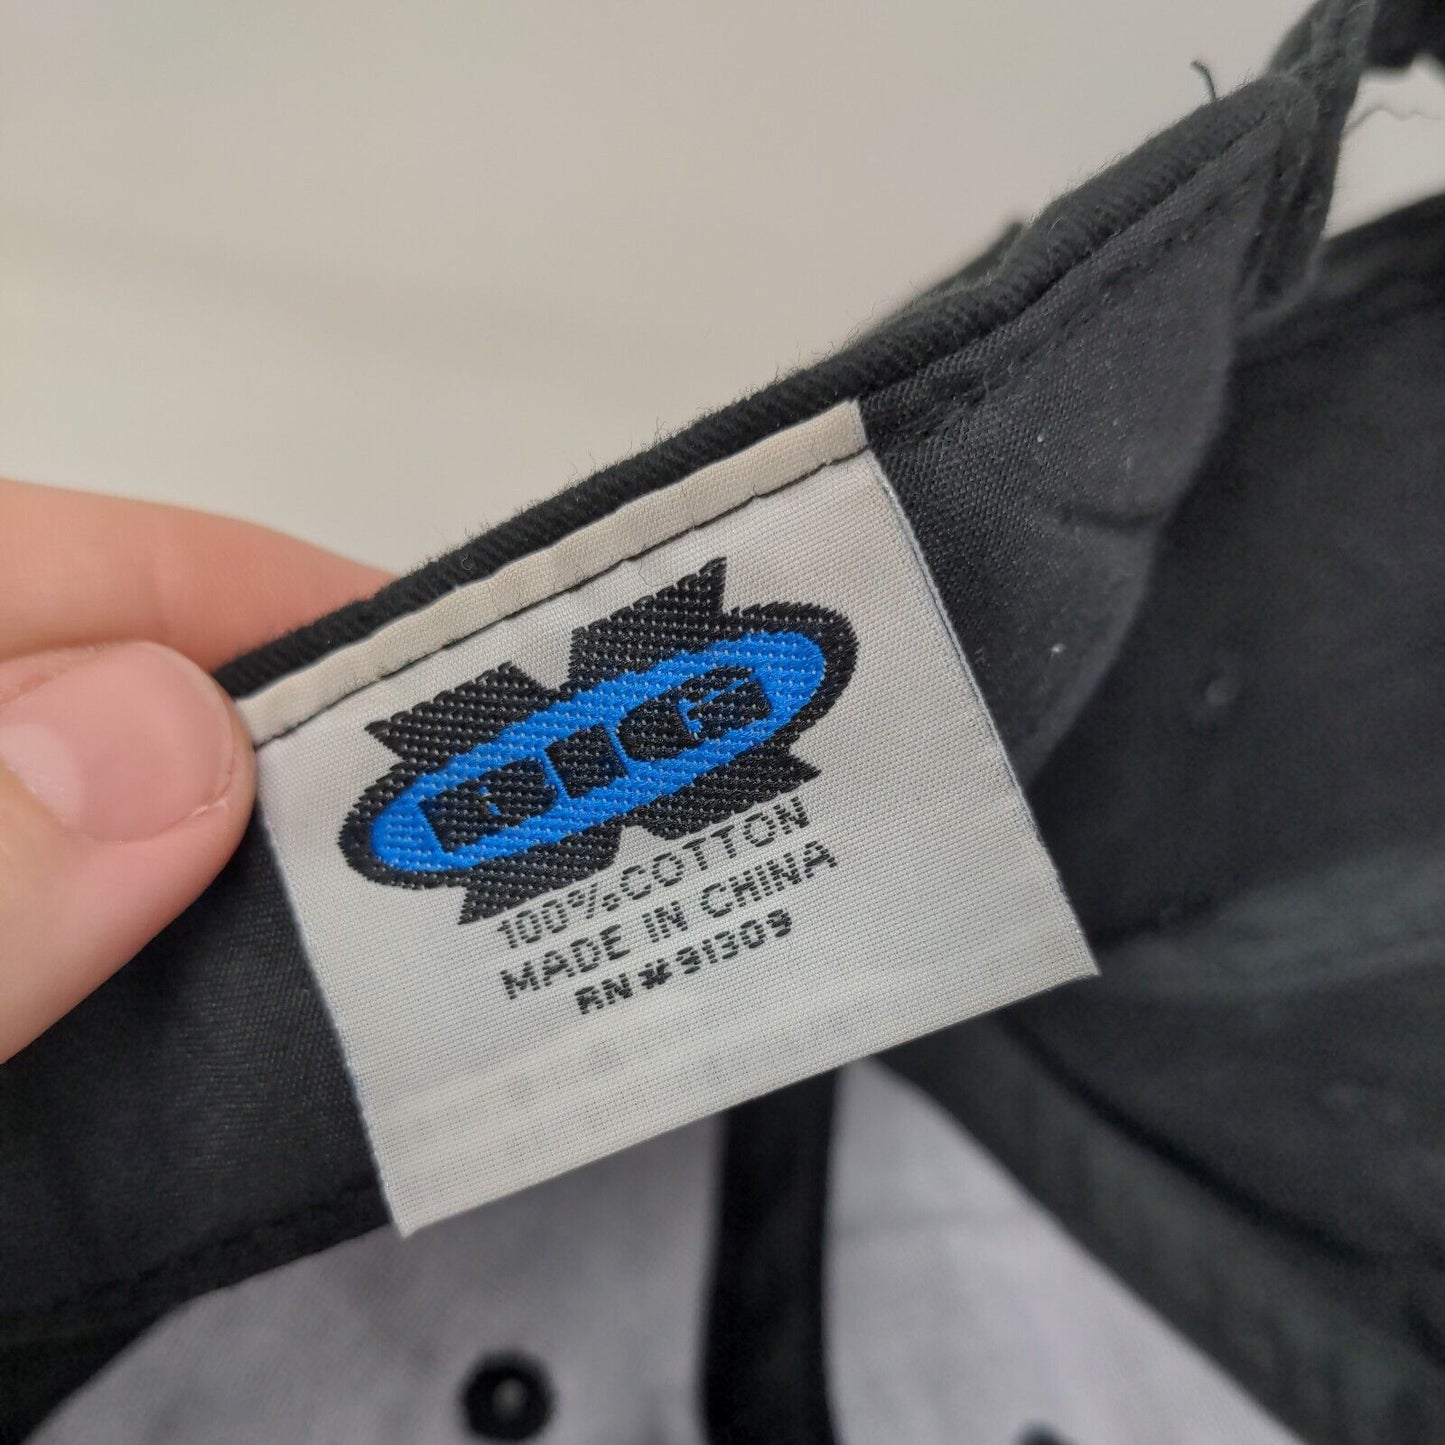 100% COTTON
MADE IN CHINA
RN#91309